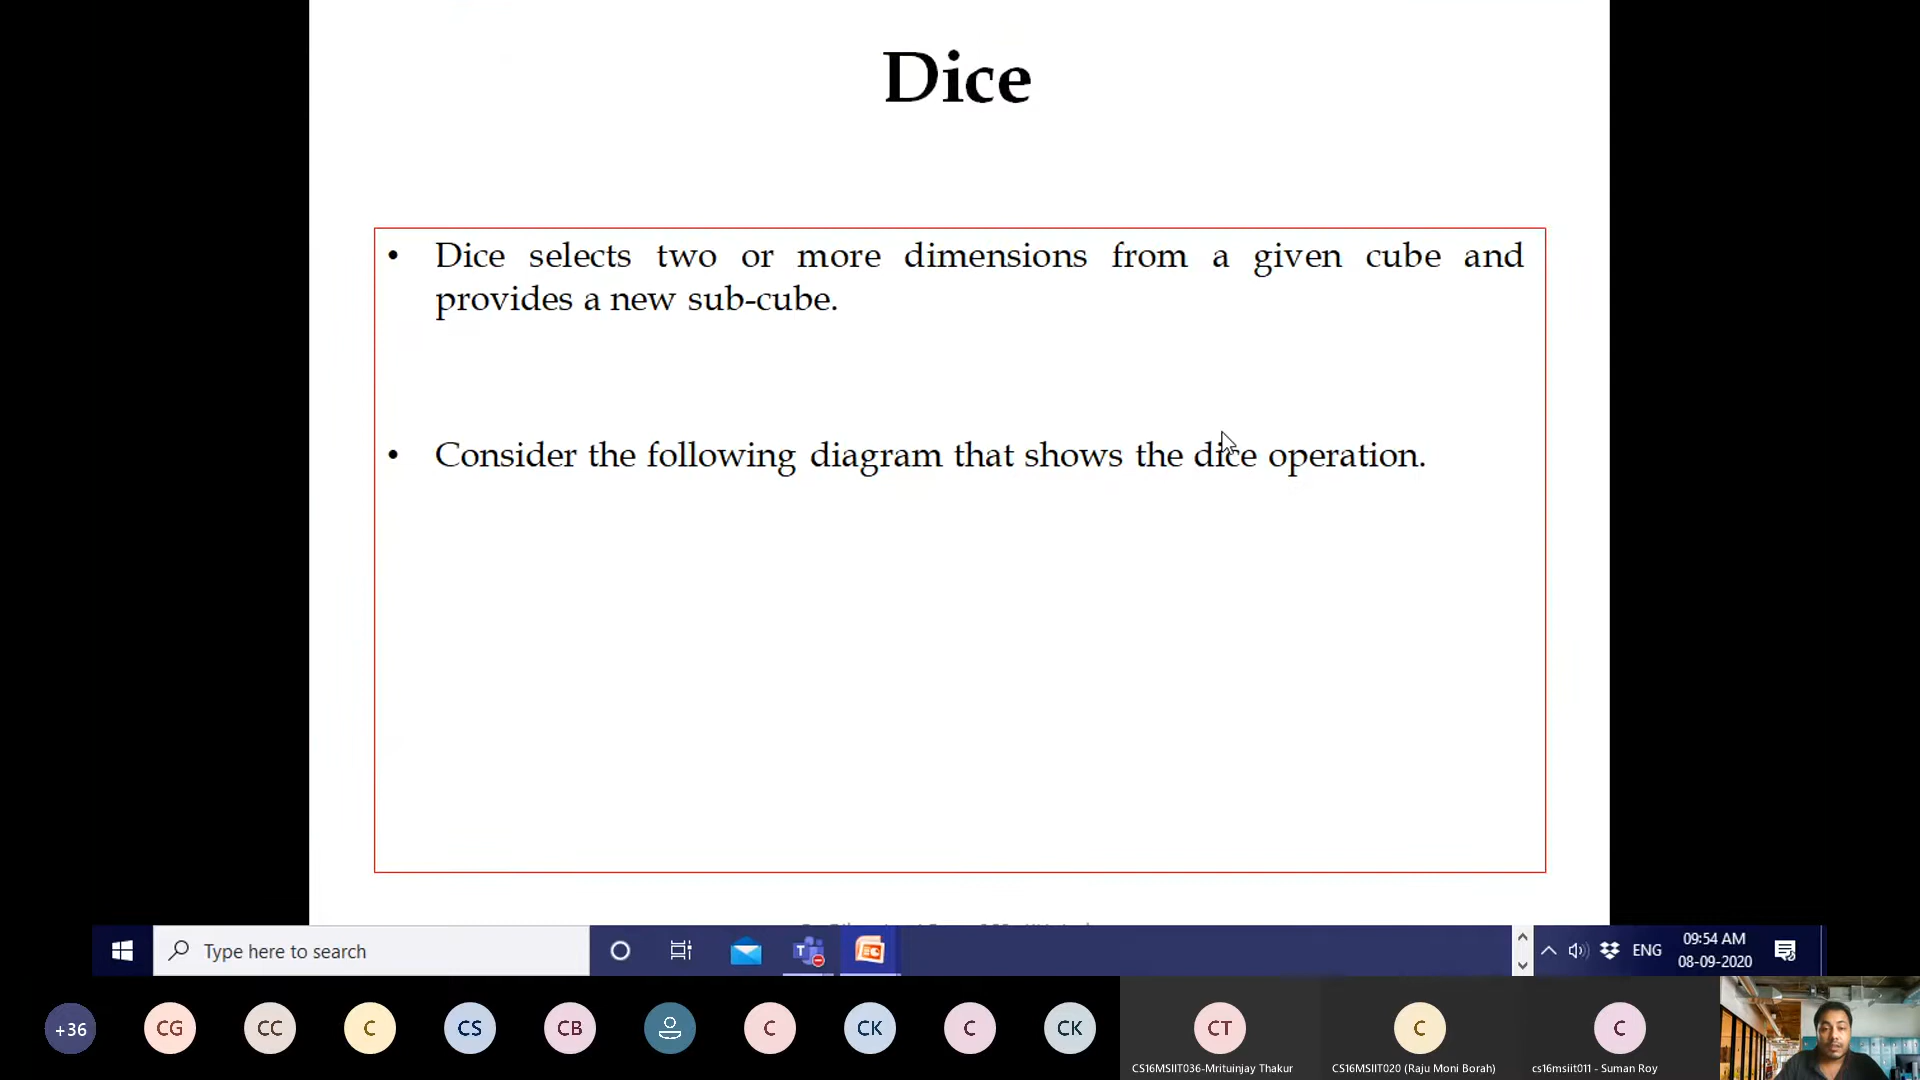 Dice
• Dice selects two or more dimensions from a given cube and
provides a new sub-cube.
• Consider the following diagram that shows the dice operation.
Type here to search
ENG
09:54 AM
08-09-2020
+36
CG
CC
C
CS
CB
C
CK
C
CK
CT
CS16MSIIT036-Mrituinjay Thakur
C
CS16MSIIT020 (Raju Moni Borah)
C
cs16msiit011 - Suman Roy